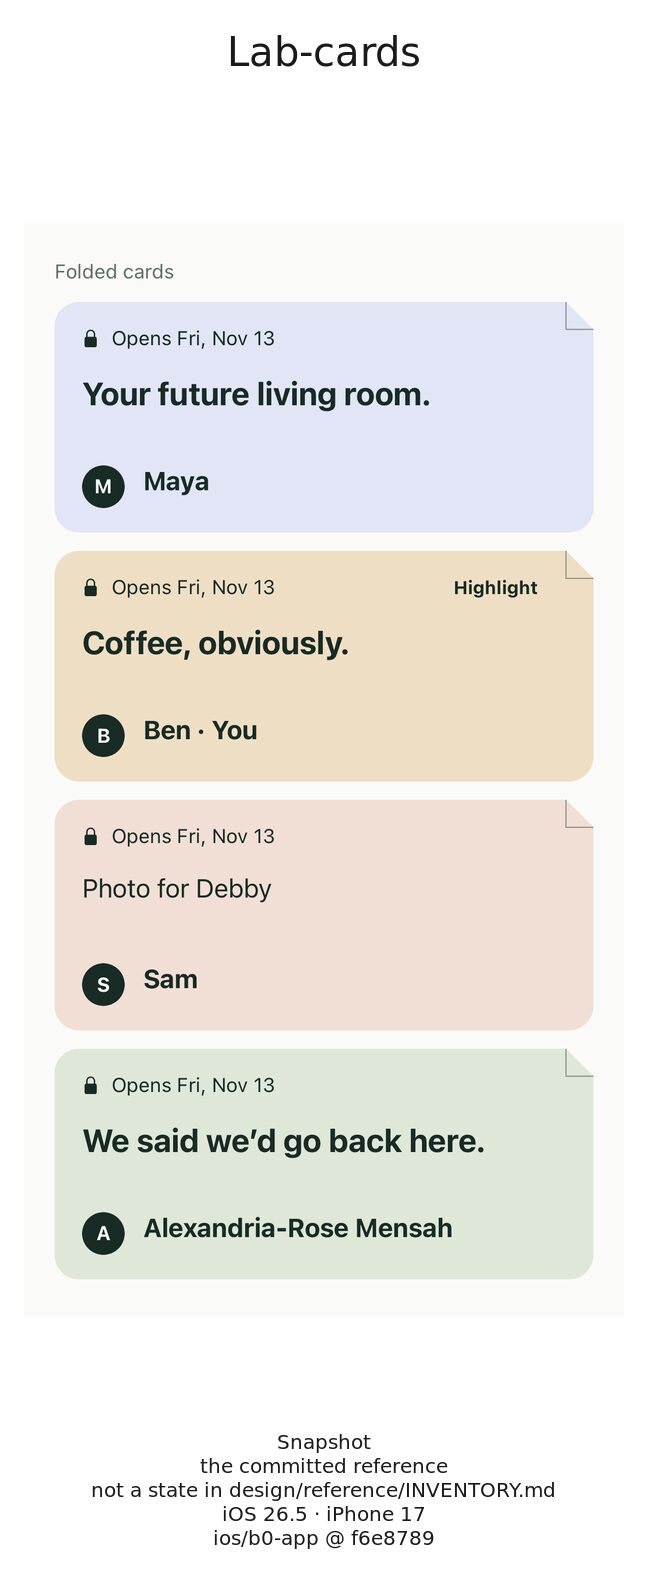 Lab-cards
Folded cards
Opens Fri, Nov 13
Your future living room.
M Maya
Opens Fri, Nov 13 Highlight
Coffee, obviously.
B Ben · You
Opens Fri, Nov 13
Photo for Debby
S Sam
Opens Fri, Nov 13
We said we’d go back here.
A Alexandria-Rose Mensah
Snapshot
the committed reference
not a state in design/reference/INVENTORY.md
iOS 26.5 · iPhone 17
ios/b0-app @ f6e8789